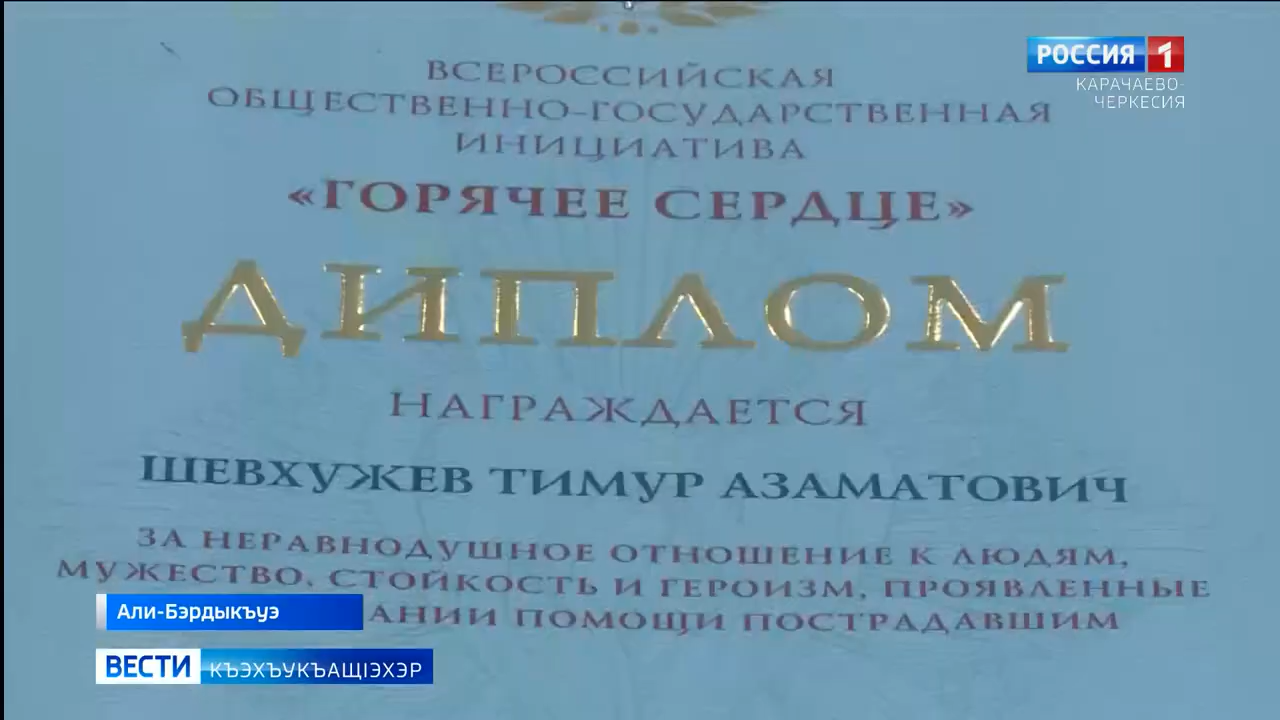 РОССИЯ 1
КАРАЧАЕВО-
ЧЕРКЕСИЯ
ВСЕРОССИЙСКАЯ
ОБЩЕСТВЕННО-ГОСУДАРСТВЕННАЯ
ИНИЦИАТИВА
«ГОРЯЧЕЕ СЕРДЦЕ»
ДИПЛОМ
НАГРАЖДАЕТСЯ
ШЕВХУЖЕВ ТИМУР АЗАМАТОВИЧ
ЗА НЕРАВНОДУШНОЕ ОТНОШЕНИЕ К ЛЮДЯМ,
МУЖЕСТВО, СТОЙКОСТЬ И ГЕРОИЗМ, ПРОЯВЛЕННЫЕ
АНИИ ПОМОЩИ ПОСТРАДАВШИМ
Али-Бэрдыкъуэ
ВЕСТИ КЪЭХЪУКЪАЩIЭХЭР